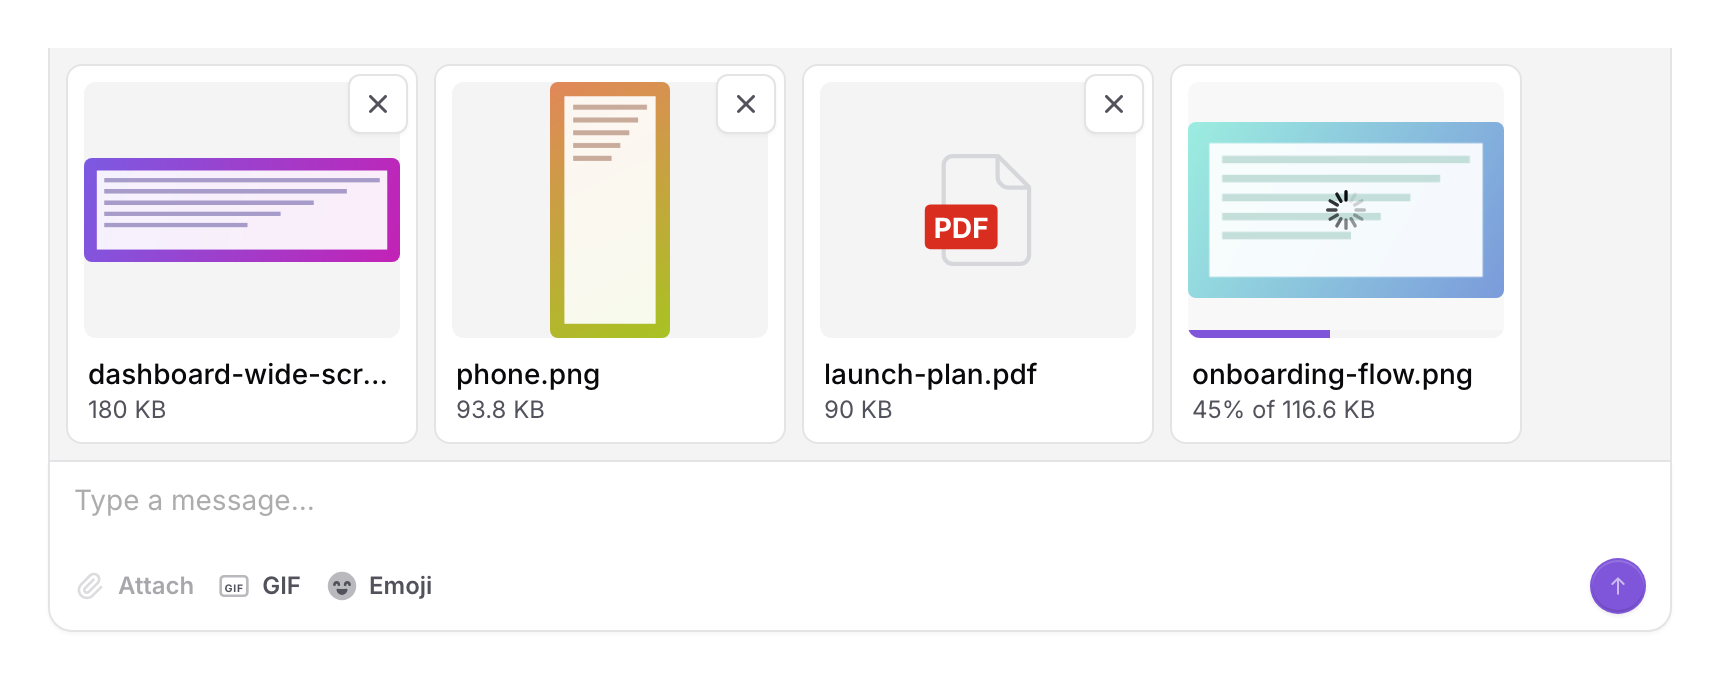 dashboard-wide-scr...
180 KB
phone.png
93.8 KB
PDF
launch-plan.pdf
90 KB
onboarding-flow.png
45% of 116.6 KB
Type a message...
Attach
GIF GIF
Emoji